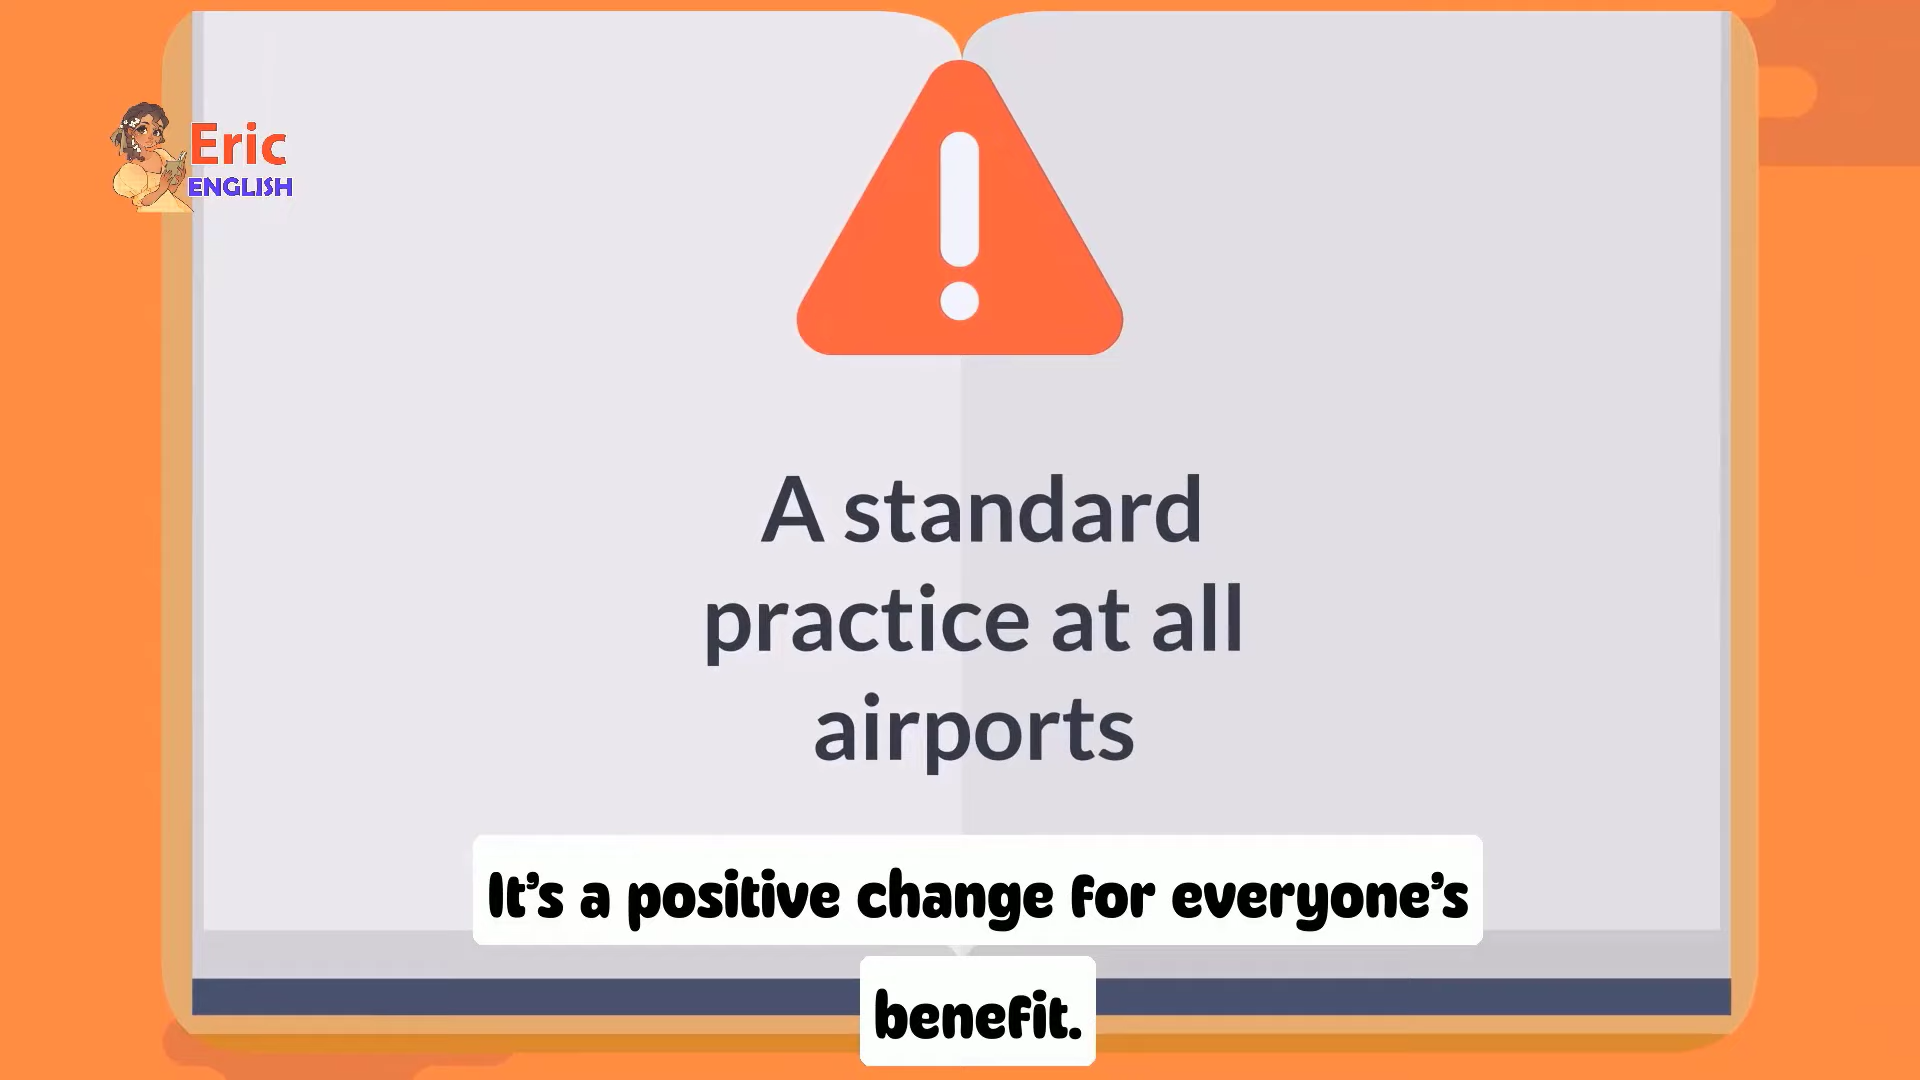 Eric
ENGLISH
A standard
practice at all
airports
It's a positive change for everyone's
benefit.